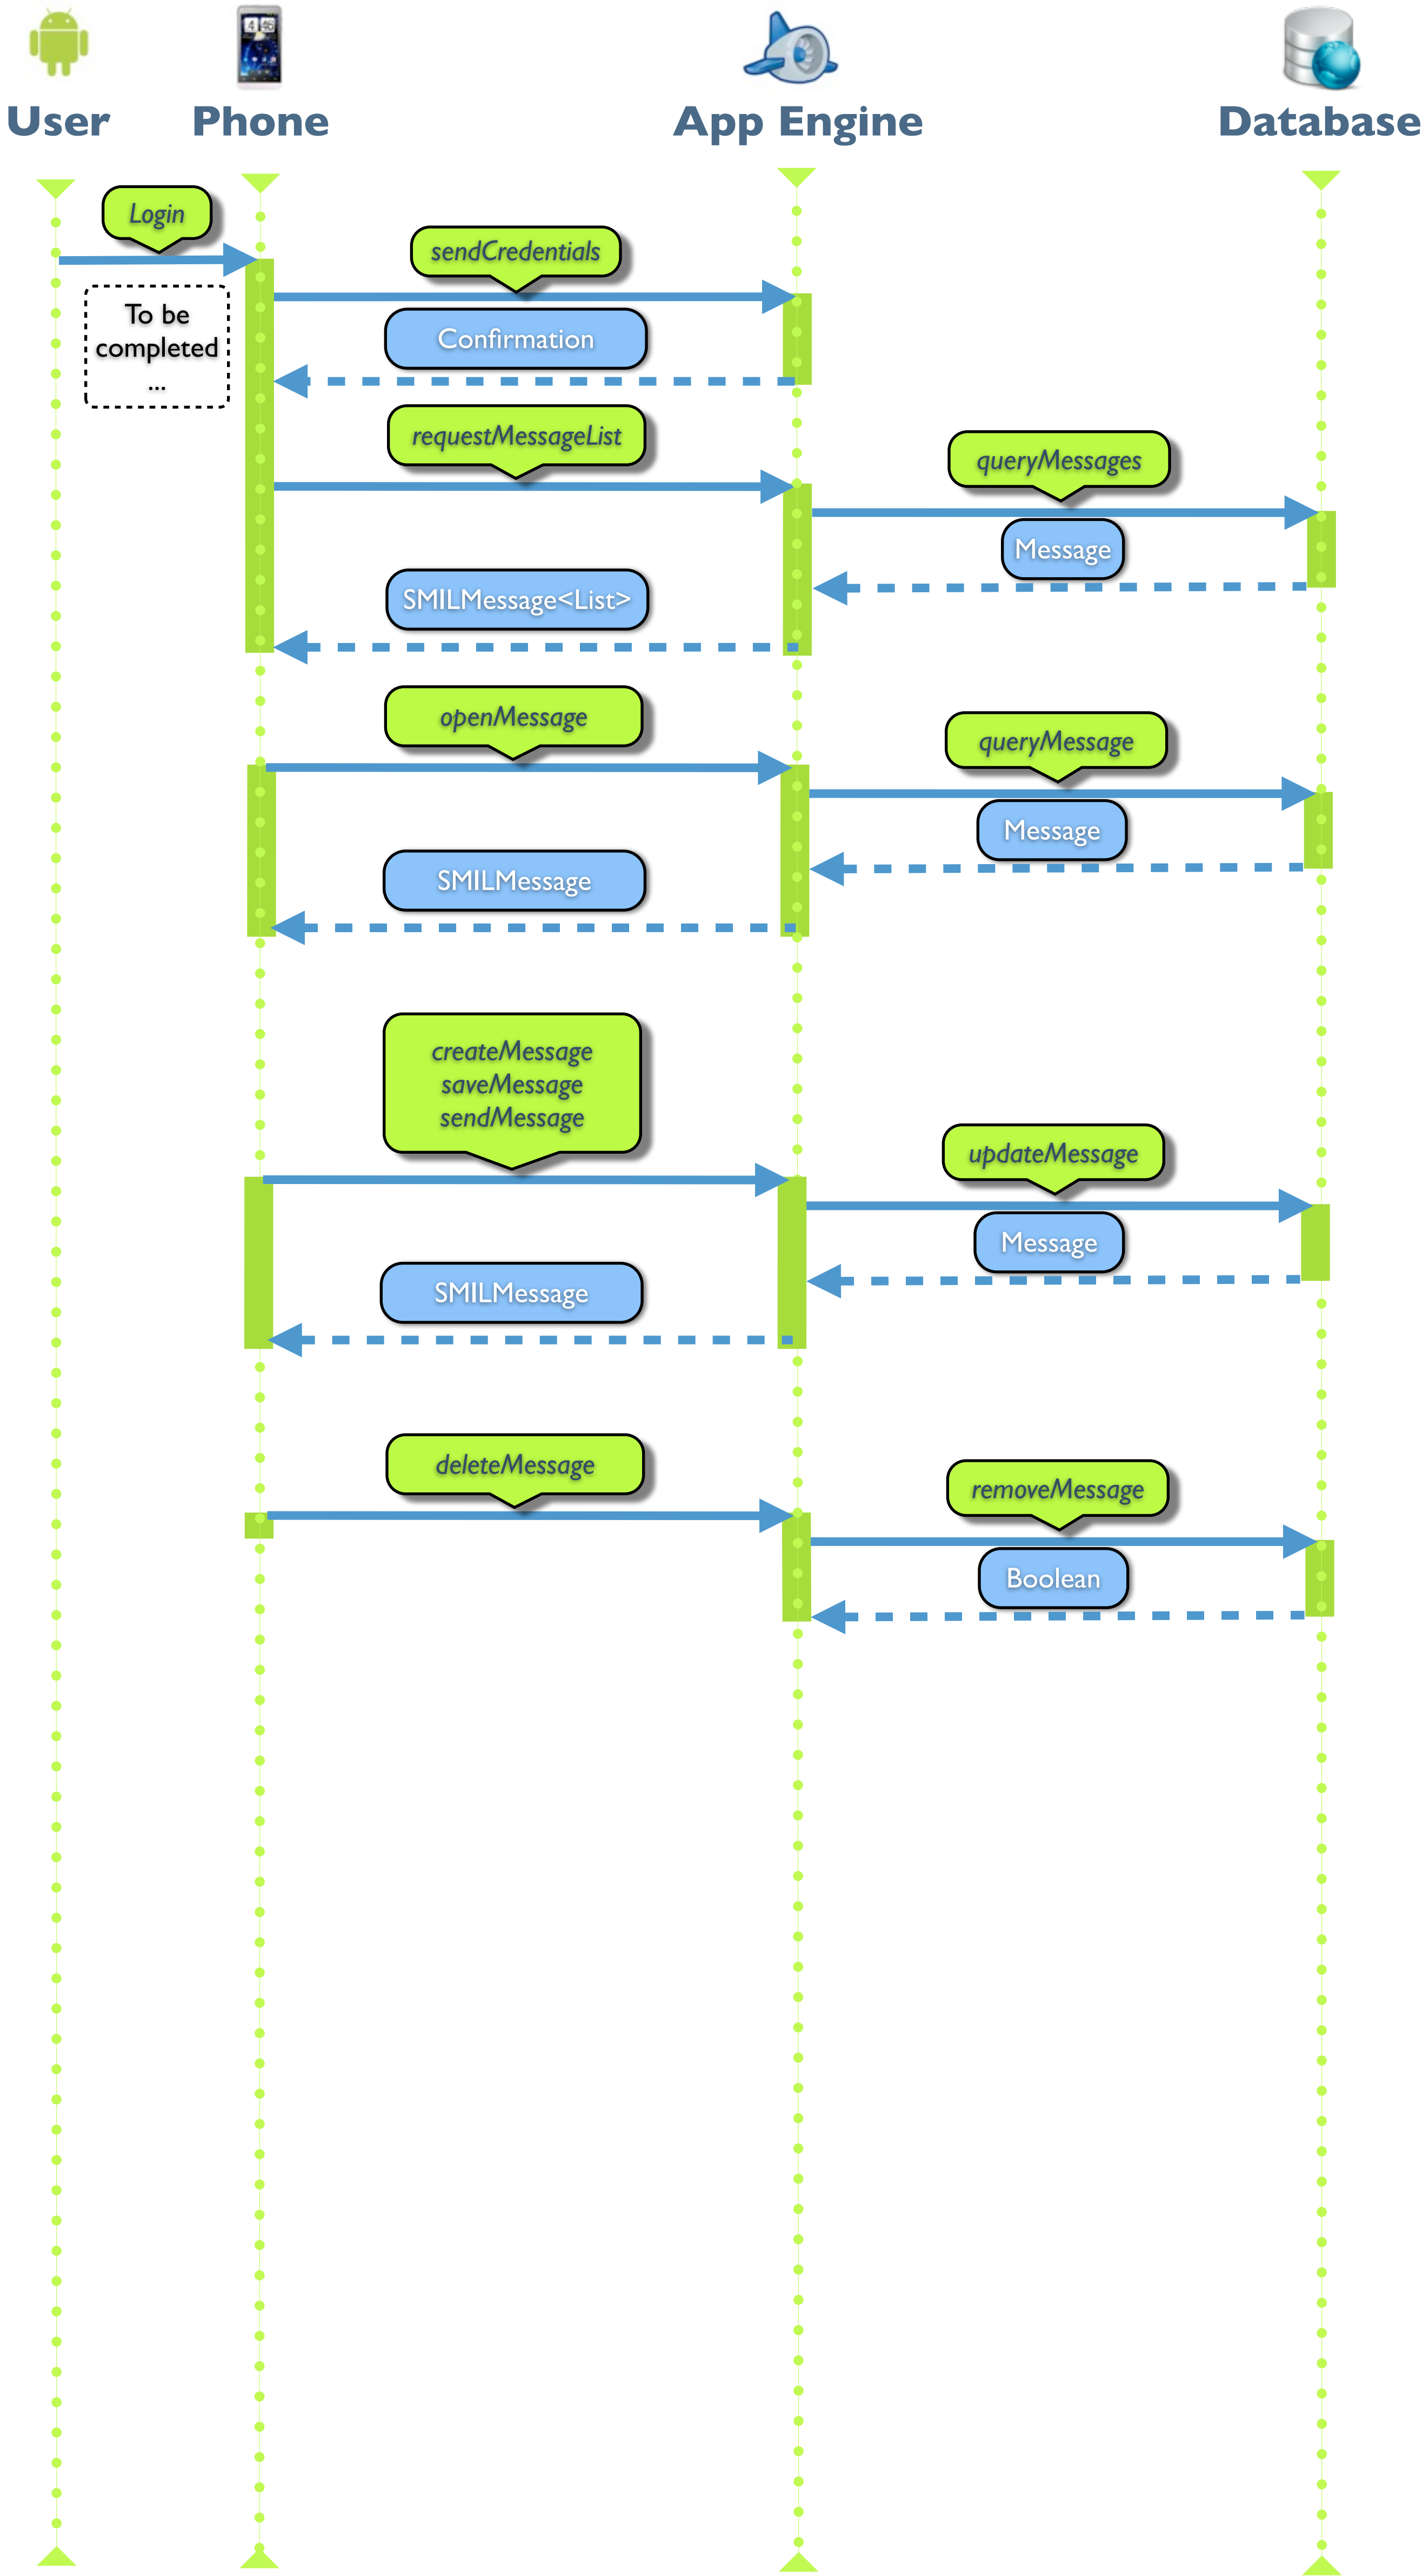 User
Phone
App Engine
Database
Login
sendCredentials
To be
completed
...
Confirmation
requestMessageList
queryMessages
Message
SMILMessage<List>
openMessage
queryMessage
Message
SMILMessage
createMessage
saveMessage
sendMessage
updateMessage
Message
SMILMessage
deleteMessage
removeMessage
Boolean